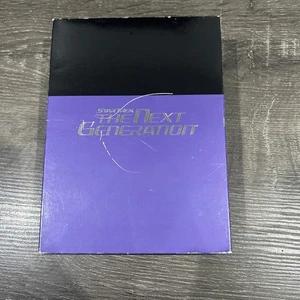 STAR TREK
THE NEXT
GENERATION